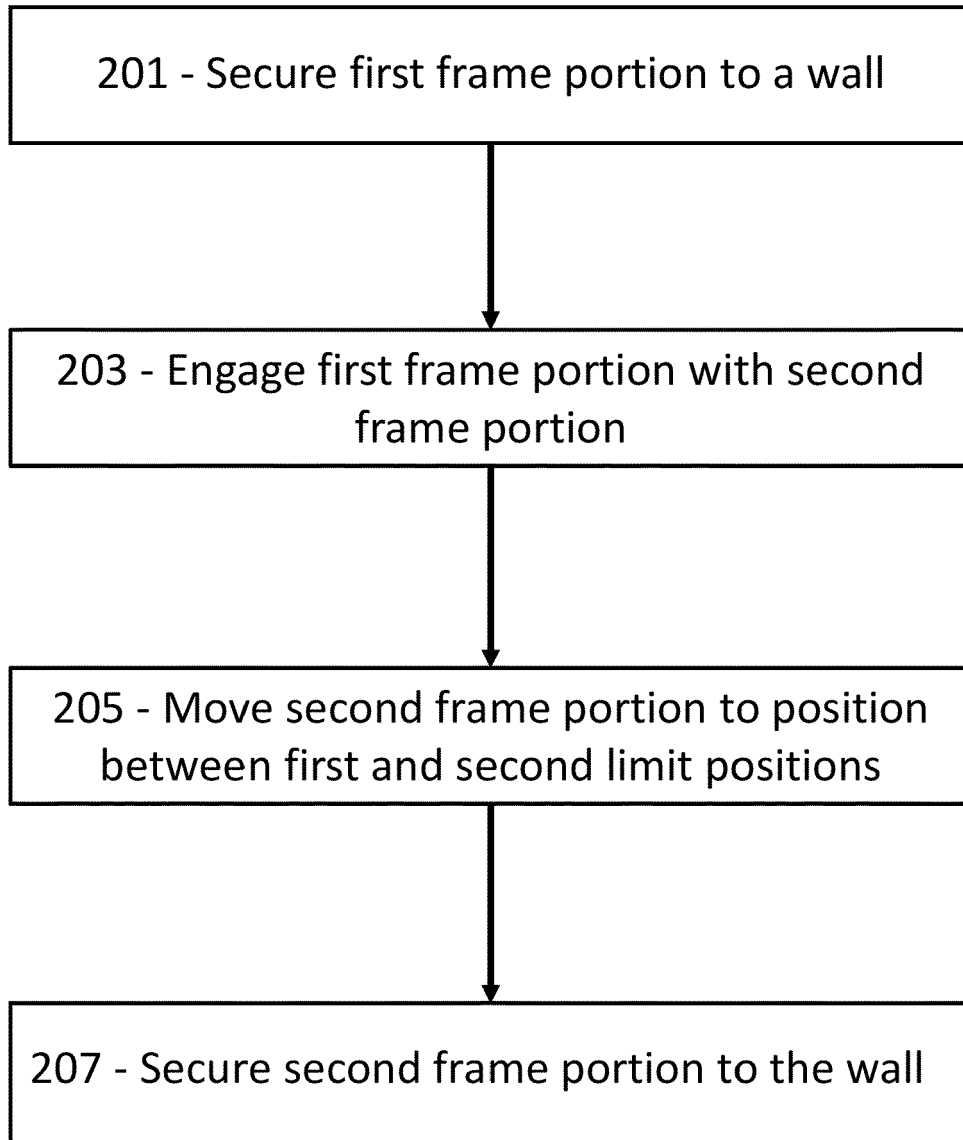 201 - Secure first frame portion to a wall
203 - Engage first frame portion with second
frame portion
205 - Move second frame portion to position
between first and second limit positions
207 - Secure second frame portion to the wall